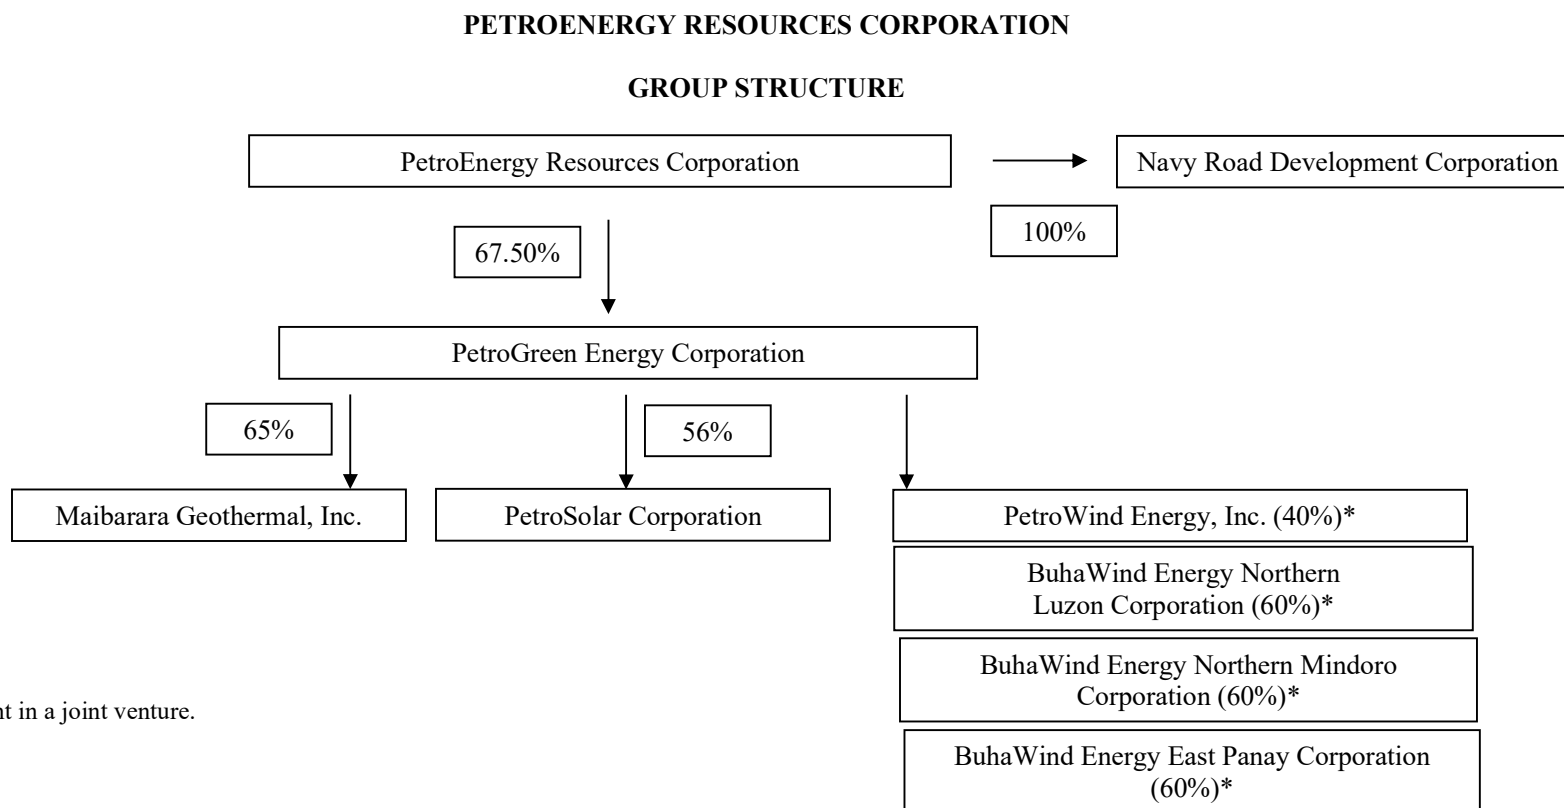 PETROENERGY RESOURCES CORPORATION
GROUP STRUCTURE
PetroEnergy Resources Corporation
Navy Road Development Corporation
67.50%
100%
PetroGreen Energy Corporation
65%
56%
Maibarara Geothermal, Inc.
PetroSolar Corporation
PetroWind Energy, Inc. (40%)*
BuhaWind Energy Northern
Luzon Corporation (60%)*
BuhaWind Energy Northern Mindoro
Corporation (60%)*
in a joint venture.
BuhaWind Energy East Panay Corporation
(60%)*